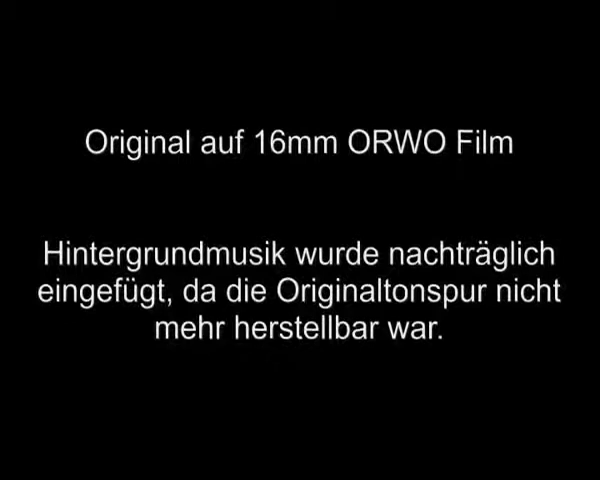 Original auf 16mm ORWO Film
Hintergrundmusik wurde nachträglich
eingefügt, da die Originaltonspur nicht
mehr herstellbar war.